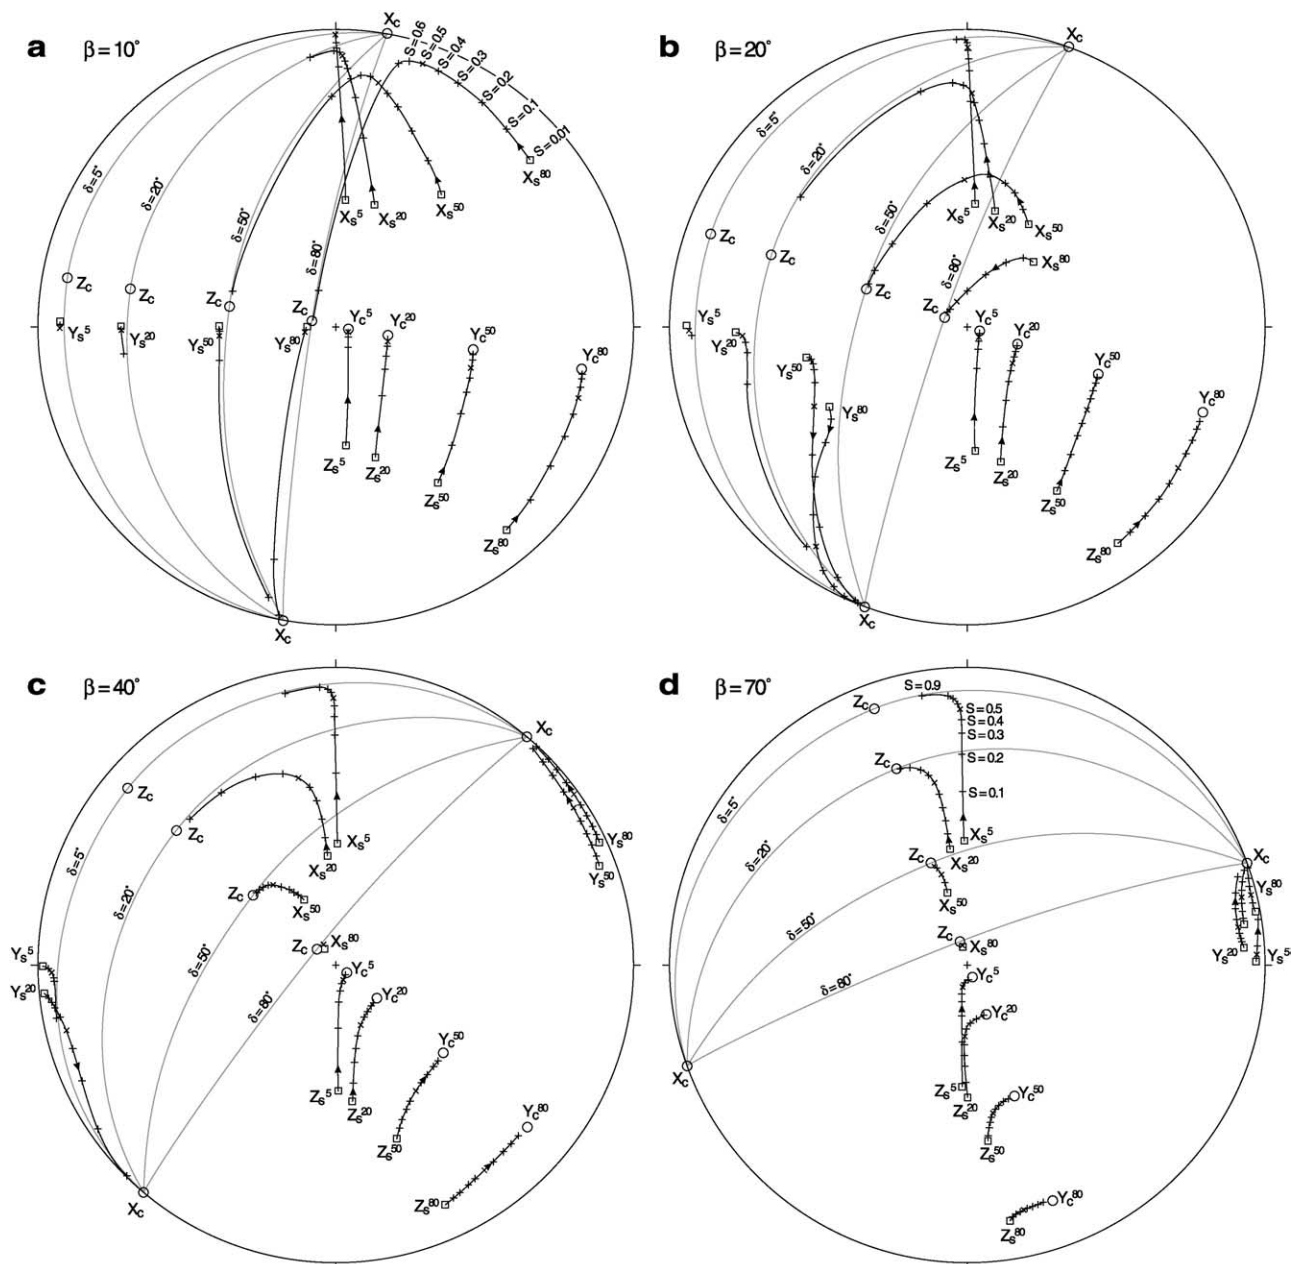 a β=10°
X_c
S=0.6
S=0.5
S=0.4
S=0.3
S=0.2
S=0.1
S=0.01
δ=5°
δ=20°
δ=50°
δ=80°
X_S^5
X_S^20
X_S^50
X_S^80
Z_c
Z_c
Z_c
Z_c
Y_S^5
Y_S^20
Y_S^50
Y_S^80
Y_c^5
Y_c^20
Y_c^50
Y_c^80
Z_S^5
Z_S^20
Z_S^50
Z_S^80
X_c
b β=20°
X_c
δ=5°
δ=20°
δ=50°
δ=80°
X_S^5
X_S^20
X_S^50
X_S^80
Z_c
Z_c
Z_c
Z_c
Y_S^5
Y_S^20
Y_S^50
Y_S^80
Y_c^5
Y_c^20
Y_c^50
Y_c^80
Z_S^5
Z_S^20
Z_S^50
Z_S^80
X_c
c β=40°
X_c
Z_c
Z_c
δ=5°
δ=20°
δ=50°
δ=80°
X_S^5
X_S^20
Y_S^80
Y_S^50
Z_c
X_S^50
Z_c
X_S^80
Y_S^5
Y_S^20
Y_c^5
Y_c^20
Y_c^50
Y_c^80
Z_S^5
Z_S^20
Z_S^50
Z_S^80
X_c
d β=70°
S=0.9
Z_c
S=0.5
S=0.4
S=0.3
S=0.2
S=0.1
Z_c
δ=5°
δ=20°
δ=50°
δ=80°
X_S^5
X_S^20
X_c
Z_c
X_S^50
Y_S^80
Z_c
X_S^80
Y_S^20
Y_S^5
Y_c^5
Y_c^20
Y_c^50
Y_c^80
X_c
Z_S^5
Z_S^20
Z_S^50
Z_S^80